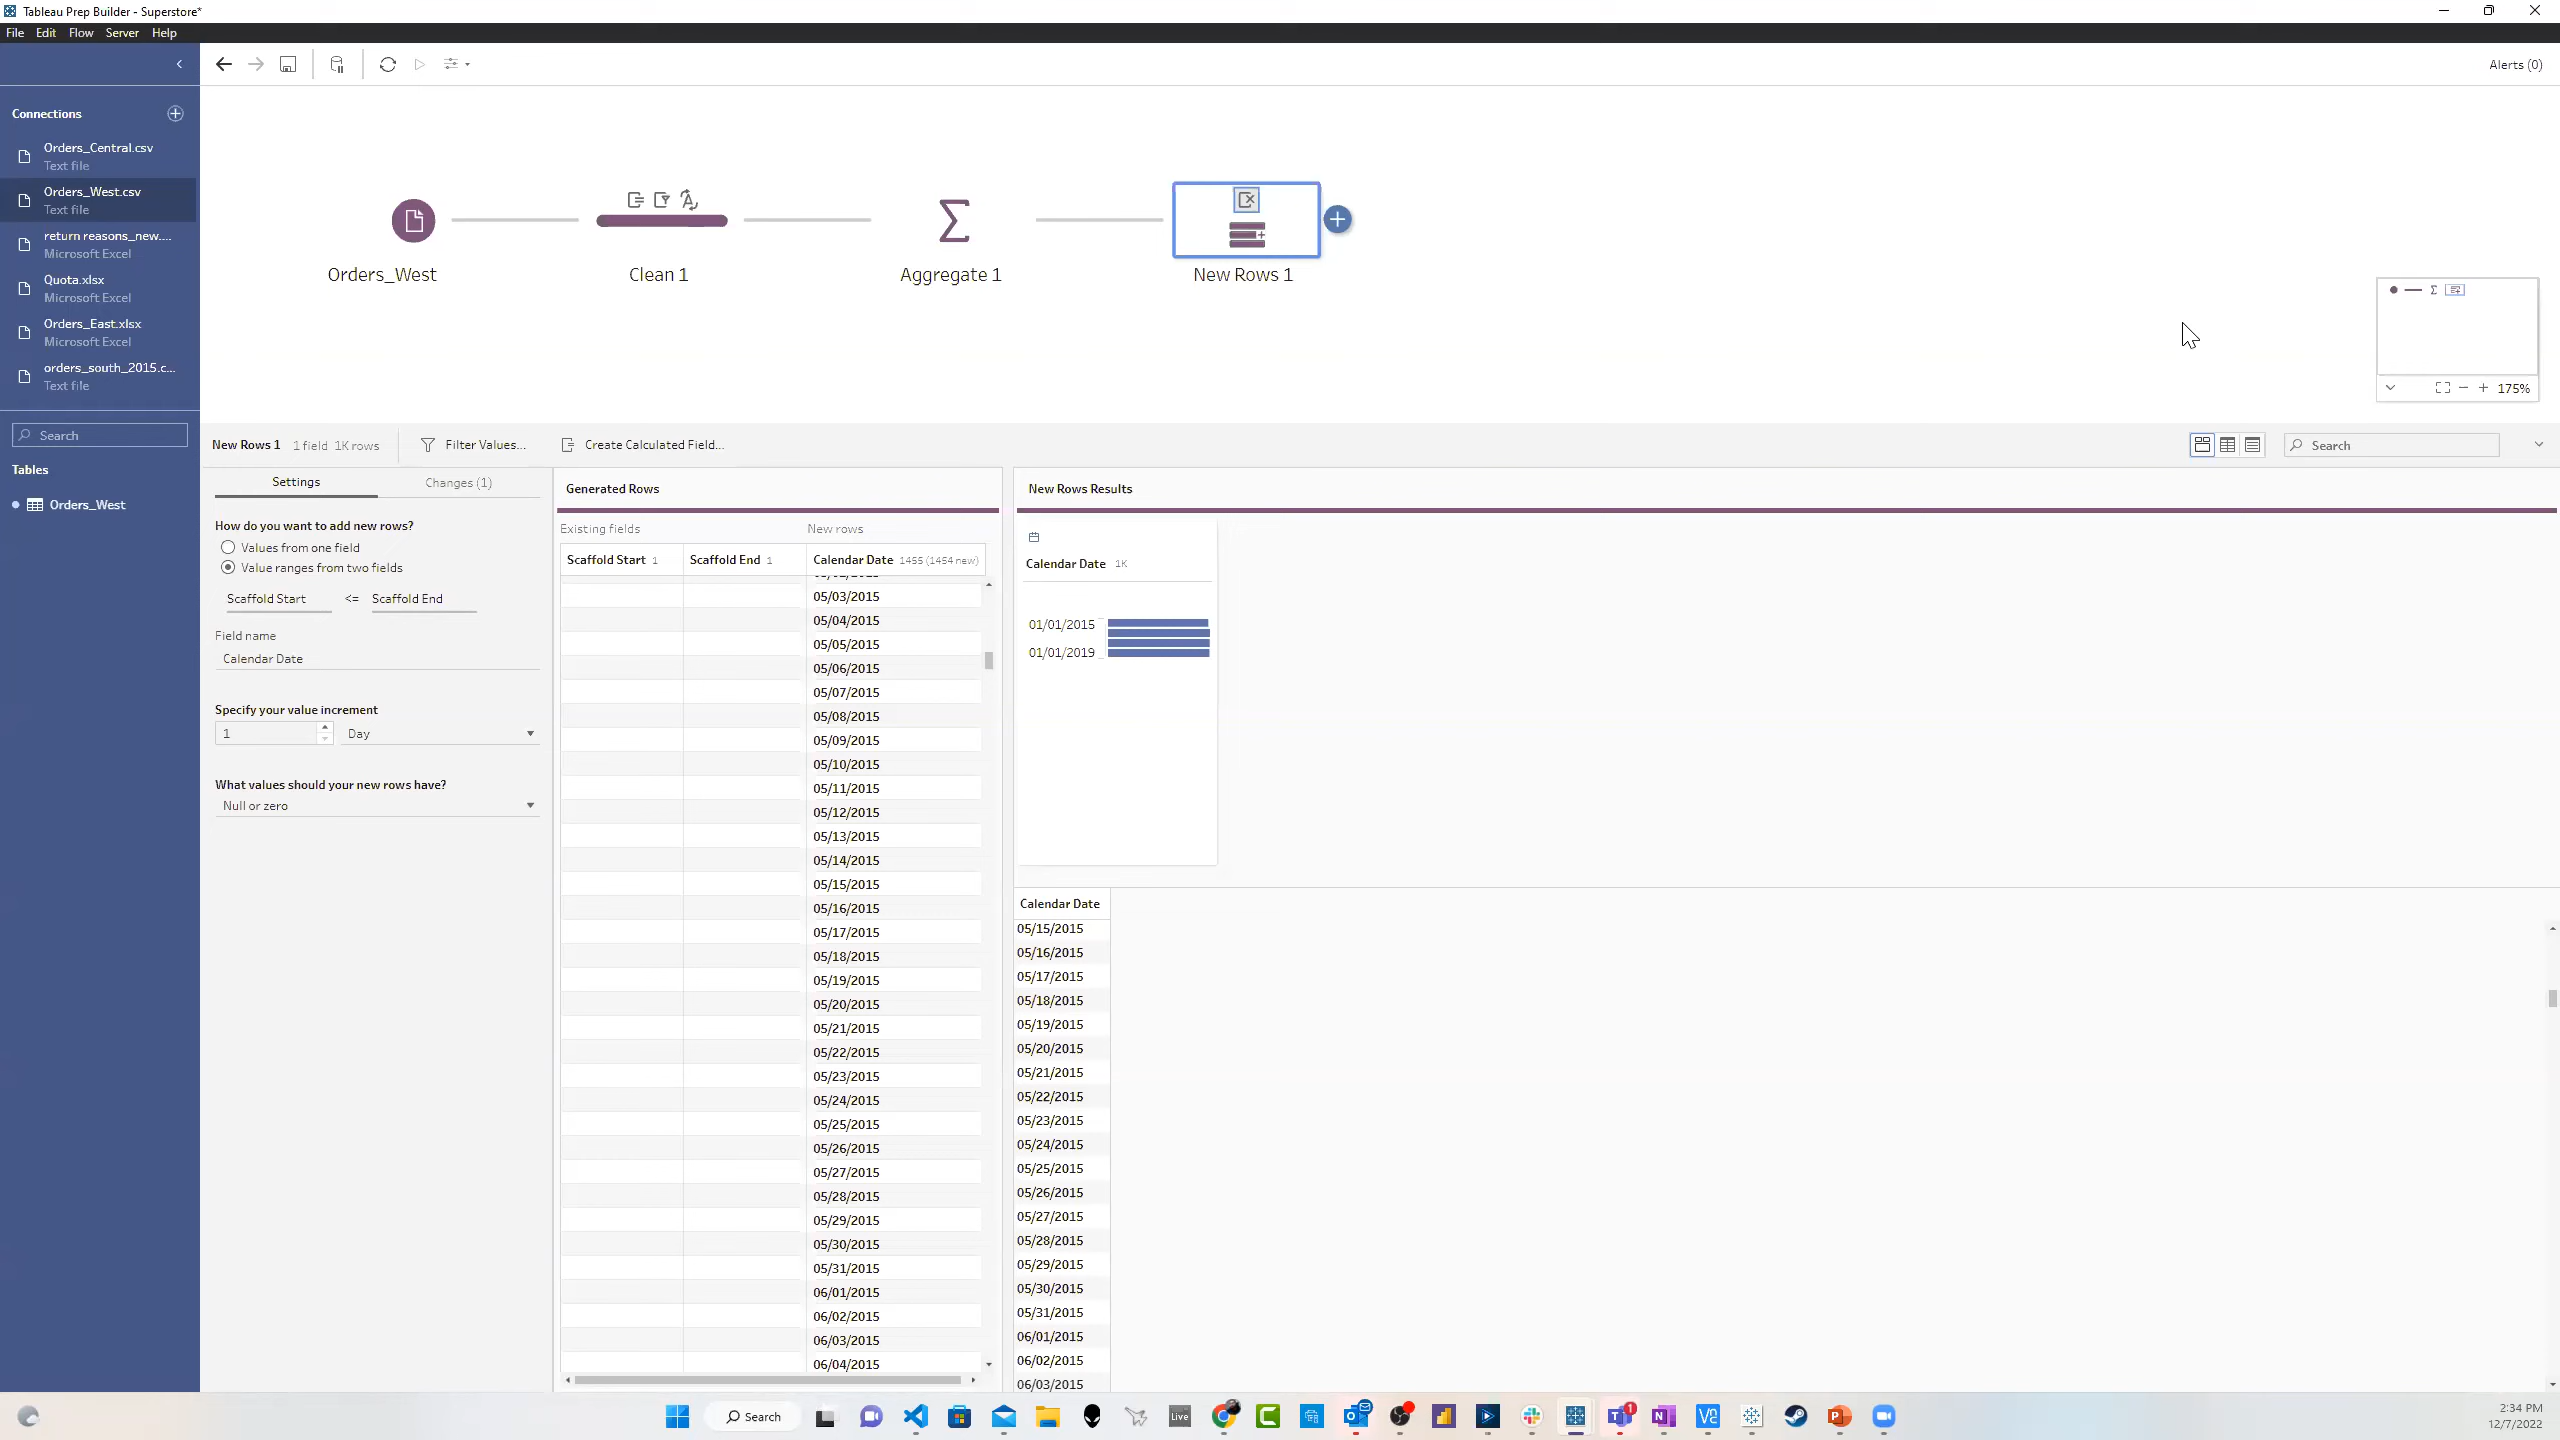 Tableau Prep Builder - Superstore*
File Edit Flow Server Help
Alerts (0)
Connections
Orders_Central.csv
Text file
Orders_West.csv
Text file
return reasons_new....
Microsoft Excel
Quota.xlsx
Microsoft Excel
Orders_East.xlsx
Microsoft Excel
orders_south_2015.c...
Text file
Search
Tables
Orders_West
Orders_West
Clean 1
Aggregate 1
New Rows 1
175%
New Rows 1 1 field 1K rows
Filter Values...
Create Calculated Field...
Search
Settings
Changes (1)
How do you want to add new rows?
Values from one field
Value ranges from two fields
Scaffold Start <= Scaffold End
Field name
Calendar Date
Specify your value increment
1 Day
What values should your new rows have?
Null or zero
Generated Rows
Existing fields
New rows
Scaffold Start 1 Scaffold End 1 Calendar Date 1455 (1454 new)
05/03/2015
05/04/2015
05/05/2015
05/06/2015
05/07/2015
05/08/2015
05/09/2015
05/10/2015
05/11/2015
05/12/2015
05/13/2015
05/14/2015
05/15/2015
05/16/2015
05/17/2015
05/18/2015
05/19/2015
05/20/2015
05/21/2015
05/22/2015
05/23/2015
05/24/2015
05/25/2015
05/26/2015
05/27/2015
05/28/2015
05/29/2015
05/30/2015
05/31/2015
06/01/2015
06/02/2015
06/03/2015
06/04/2015
New Rows Results
Calendar Date 1K
01/01/2015
01/01/2019
Calendar Date
05/15/2015
05/16/2015
05/17/2015
05/18/2015
05/19/2015
05/20/2015
05/21/2015
05/22/2015
05/23/2015
05/24/2015
05/25/2015
05/26/2015
05/27/2015
05/28/2015
05/29/2015
05/30/2015
05/31/2015
06/01/2015
06/02/2015
06/03/2015
Search
Live
1
2:34 PM
12/7/2022